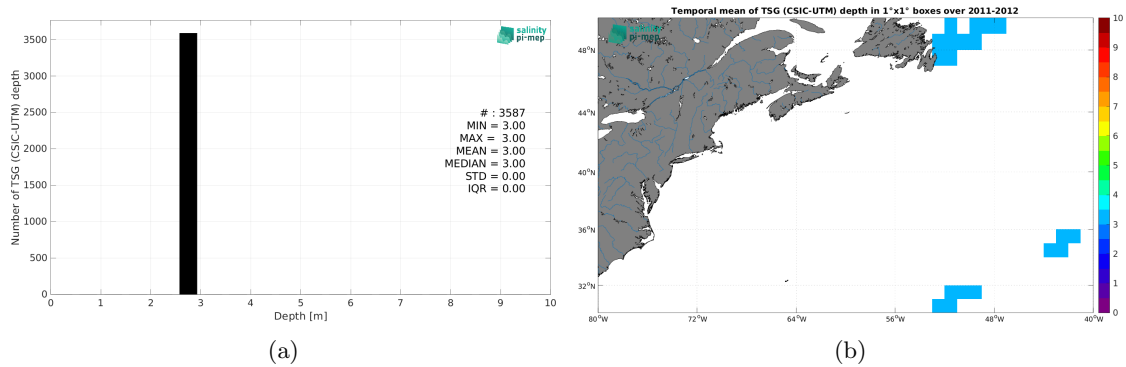 3500
3000
2500
2000
1500
1000
500
0
Number of TSG (CSIC-UTM) depth
salinity
pi-mep
# : 3587
MIN = 3.00
MAX = 3.00
MEAN = 3.00
MEDIAN = 3.00
STD = 0.00
IQR = 0.00
0 1 2 3 4 5 6 7 8 9 10
Depth [m]
(a)
Temporal mean of TSG (CSIC-UTM) depth in 1°x1° boxes over 2011-2012
pi-mep
48°N
44°N
40°N
36°N
32°N
80°W 72°W 64°W 56°W 48°W 40°W
10
9
8
7
6
5
4
3
2
1
0
(b)